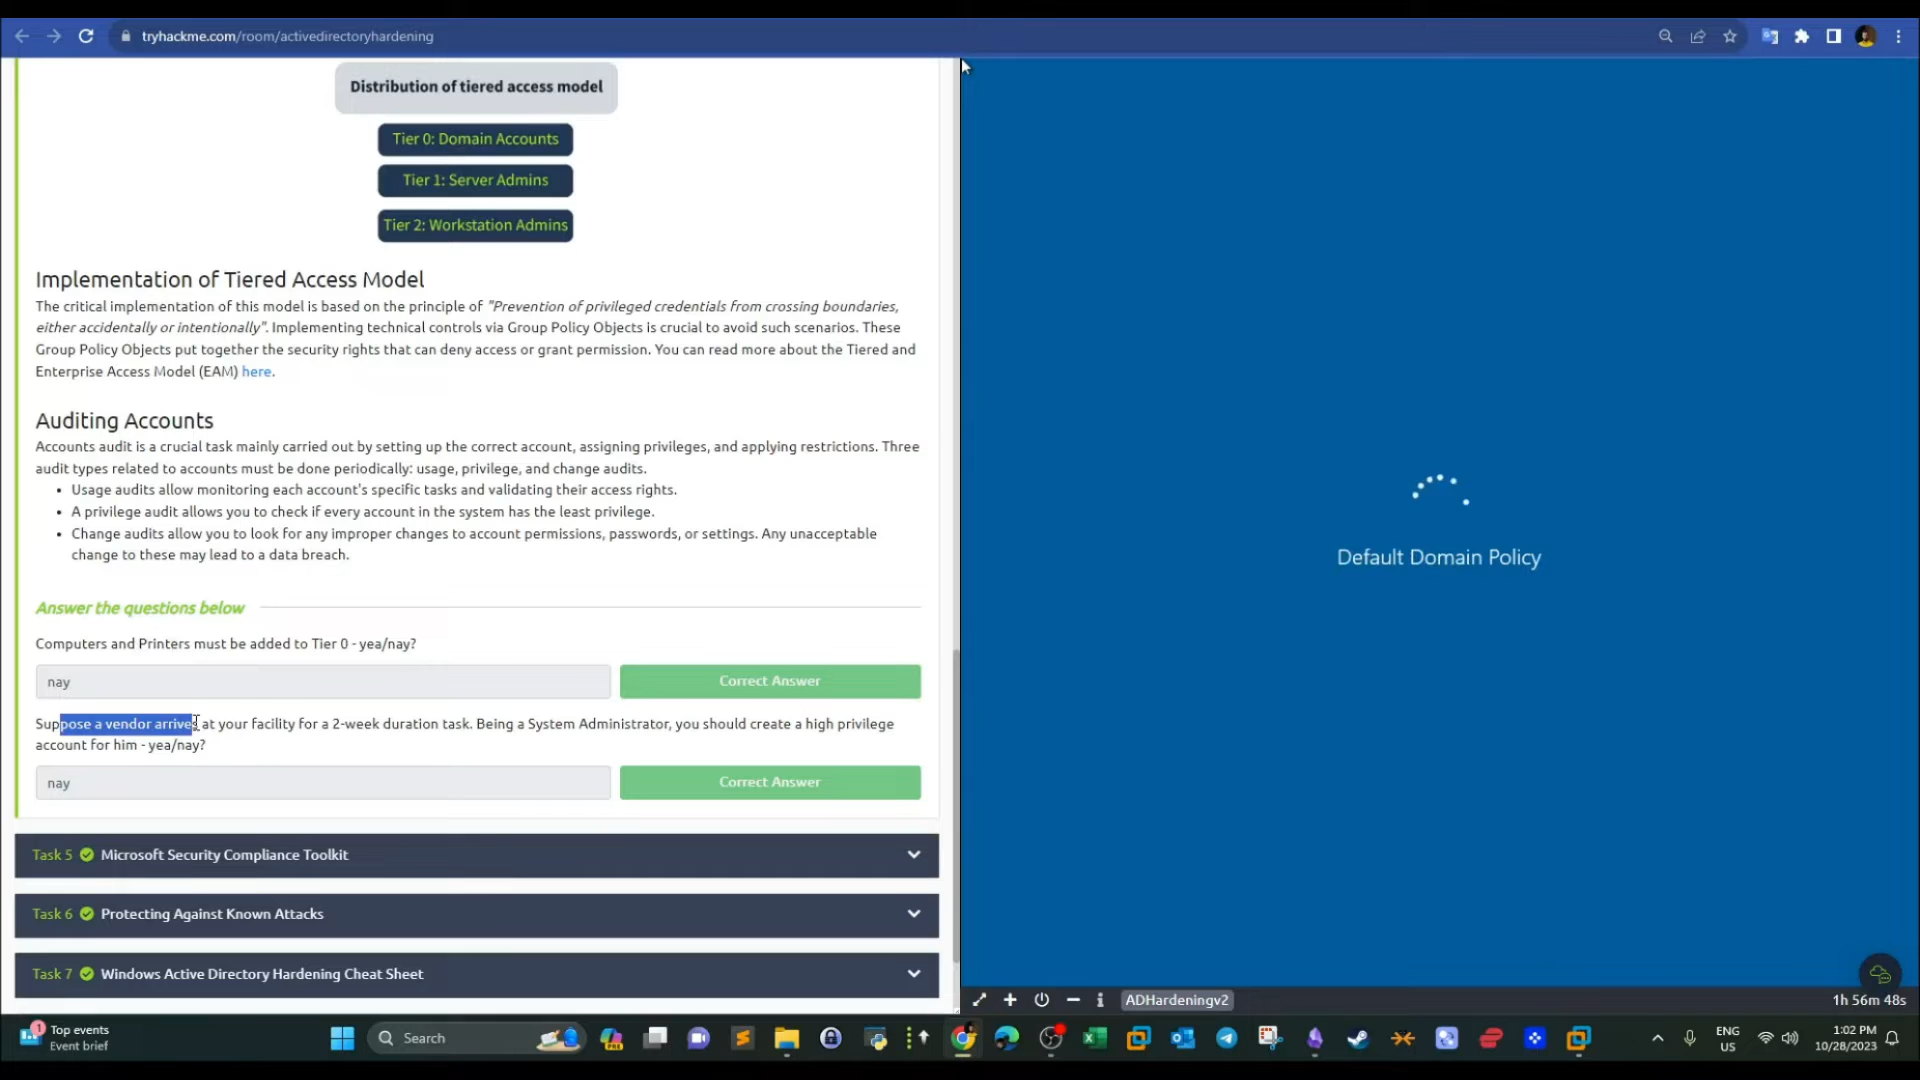 tryhackme.com/room/activedirectoryhardening
Distribution of tiered access model
Tier 0: Domain Accounts
Tier 1: Server Admins
Tier 2: Workstation Admins
Implementation of Tiered Access Model
The critical implementation of this model is based on the principle of "Prevention of privileged credentials from crossing boundaries,
either accidentally or intentionally". Implementing technical controls via Group Policy Objects is crucial to avoid such scenarios. These
Group Policy Objects put together the security rights that can deny access or grant permission. You can read more about the Tiered and
Enterprise Access Model (EAM) here.
Auditing Accounts
Accounts audit is a crucial task mainly carried out by setting up the correct account, assigning privileges, and applying restrictions. Three
audit types related to accounts must be done periodically: usage, privilege, and change audits.
• Usage audits allow monitoring each account's specific tasks and validating their access rights.
• A privilege audit allows you to check if every account in the system has the least privilege.
• Change audits allow you to look for any improper changes to account permissions, passwords, or settings. Any unacceptable
change to these may lead to a data breach.
Answer the questions below
Computers and Printers must be added to Tier 0 - yea/nay?
nay
Correct Answer
Suppose a vendor arrives at your facility for a 2-week duration task. Being a System Administrator, you should create a high privilege
account for him - yea/nay?
nay
Correct Answer
Task 5 Microsoft Security Compliance Toolkit
Task 6 Protecting Against Known Attacks
Task 7 Windows Active Directory Hardening Cheat Sheet
Default Domain Policy
ADHardeningv2
1h 56m 48s
1
Top events
Event brief
Search
PRE
ENG
US
1:02 PM
10/28/2023